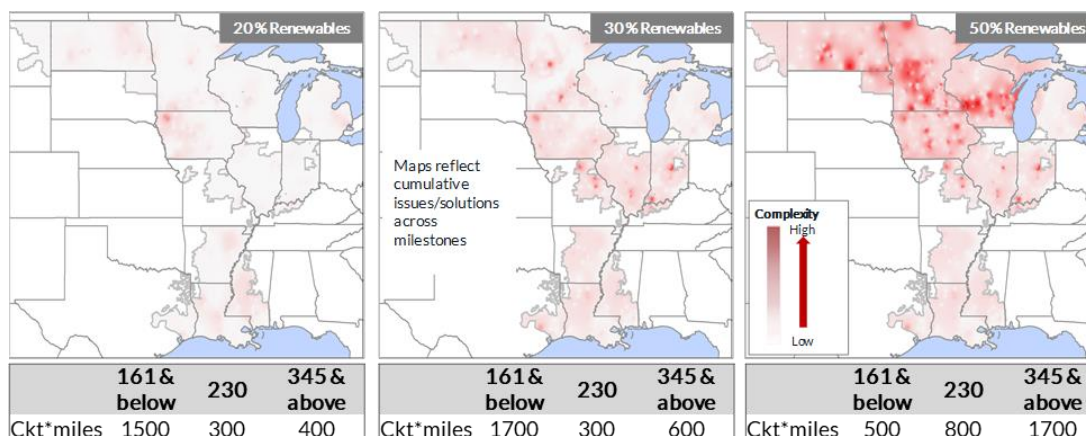 20% Renewables
30% Renewables
50% Renewables
Maps reflect
cumulative
issues/solutions
across
milestones
Complexity
High
Low
161 & below 230 345 & above
Ckt*miles 1500 300 400
161 & below 230 345 & above
Ckt*miles 1700 300 600
161 & below 230 345 & above
Ckt*miles 500 800 1700